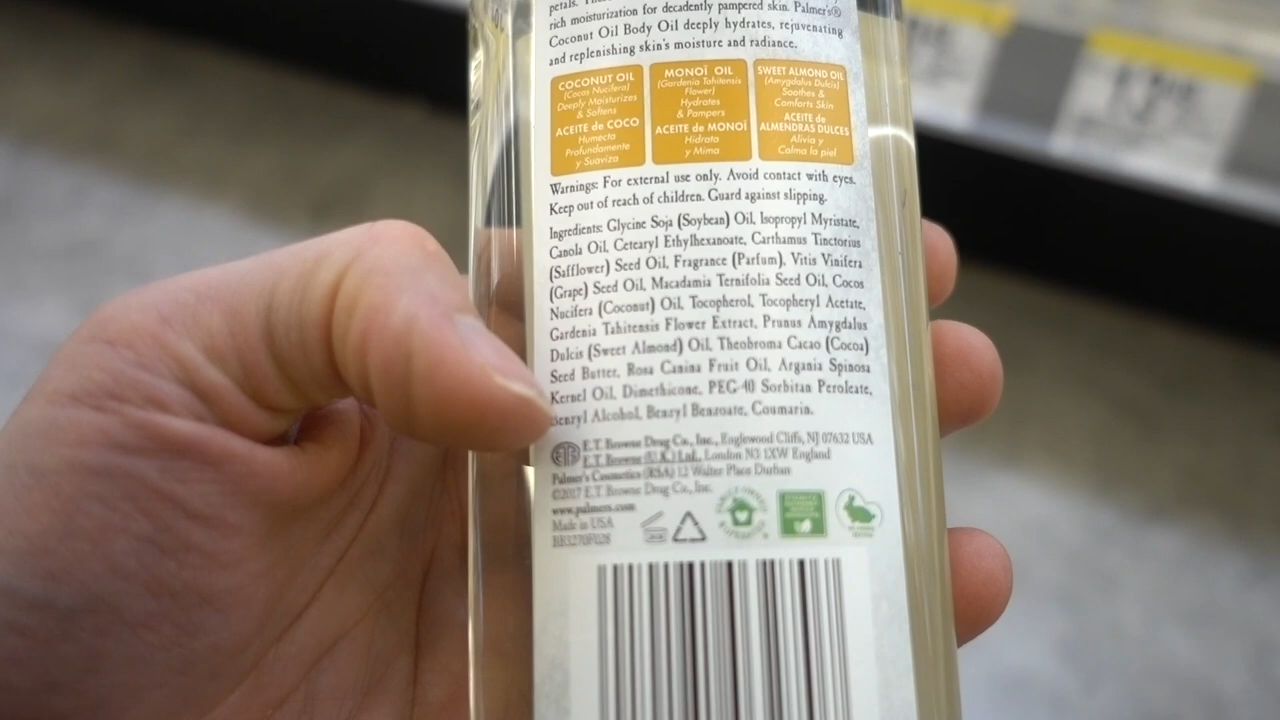 petals.
rich moisturization for decadently pampered skin. Palmer's®
Coconut Oil Body Oil deeply hydrates, rejuvenating
and replenishing skin's moisture and radiance.
COCONUT OIL
(Cocos Nucifera)
Deeply Moisturizes
& Softens
ACEITE de COCO
Humecta
Profundamente
y Suaviza
MONOÏ OIL
(Gardenia Tahitensis
Flower)
Hydrates
& Pampers
ACEITE de MONOÏ
Hidrata
y Mima
SWEET ALMOND OIL
(Amygdalus Dulcis)
Soothes &
Comforts Skin
ACEITE de
ALMENDRAS DULCES
Alivia y
Calma la piel
Warnings: For external use only. Avoid contact with eyes.
Keep out of reach of children. Guard against slipping.
Ingredients: Glycine Soja (Soybean) Oil, Isopropyl Myristate,
Canola Oil, Cetearyl Ethylhexanoate, Carthamus Tinctorius
(Safflower) Seed Oil, Fragrance (Parfum), Vitis Vinifera
(Grape) Seed Oil, Macadamia Ternifolia Seed Oil, Cocos
Nucifera (Coconut) Oil, Tocopherol, Tocopheryl Acetate,
Gardenia Tahitensis Flower Extract, Prunus Amygdalus
Dulcis (Sweet Almond) Oil, Theobroma Cacao (Cocoa)
Seed Butter, Rosa Canina Fruit Oil, Argania Spinosa
Kernel Oil, Dimethicone, PEG-40 Sorbitan Peroleate,
Benzyl Alcohol, Benzyl Benzoate, Coumarin.
E.T. Browne Drug Co., Inc., Englewood Cliffs, NJ 07632 USA
E.T. Browne (U.K.) Ltd., London N3 1XW England
Palmer's Cosmetics (RSA) 12 Walter Place Durban
©2017 E.T. Browne Drug Co., Inc.
www.palmers.com
Made in USA